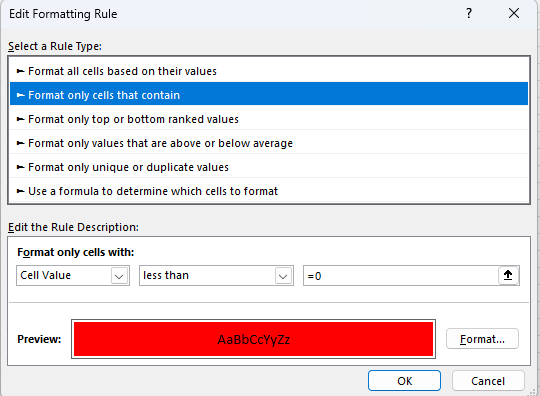 Edit Formatting Rule
Select a Rule Type:
► Format all cells based on their values
► Format only cells that contain
► Format only top or bottom ranked values
► Format only values that are above or below average
► Format only unique or duplicate values
► Use a formula to determine which cells to format
Edit the Rule Description:
Format only cells with:
Cell Value less than =0
Preview: AaBbCcYyZz Format...
OK Cancel